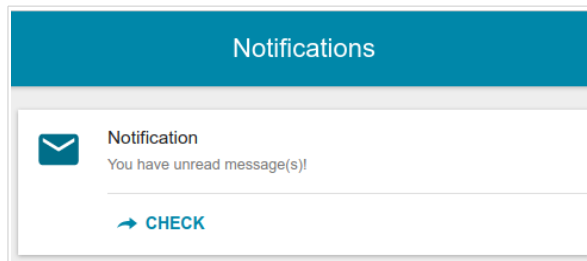 Notifications
Notification
You have unread message(s)!
CHECK